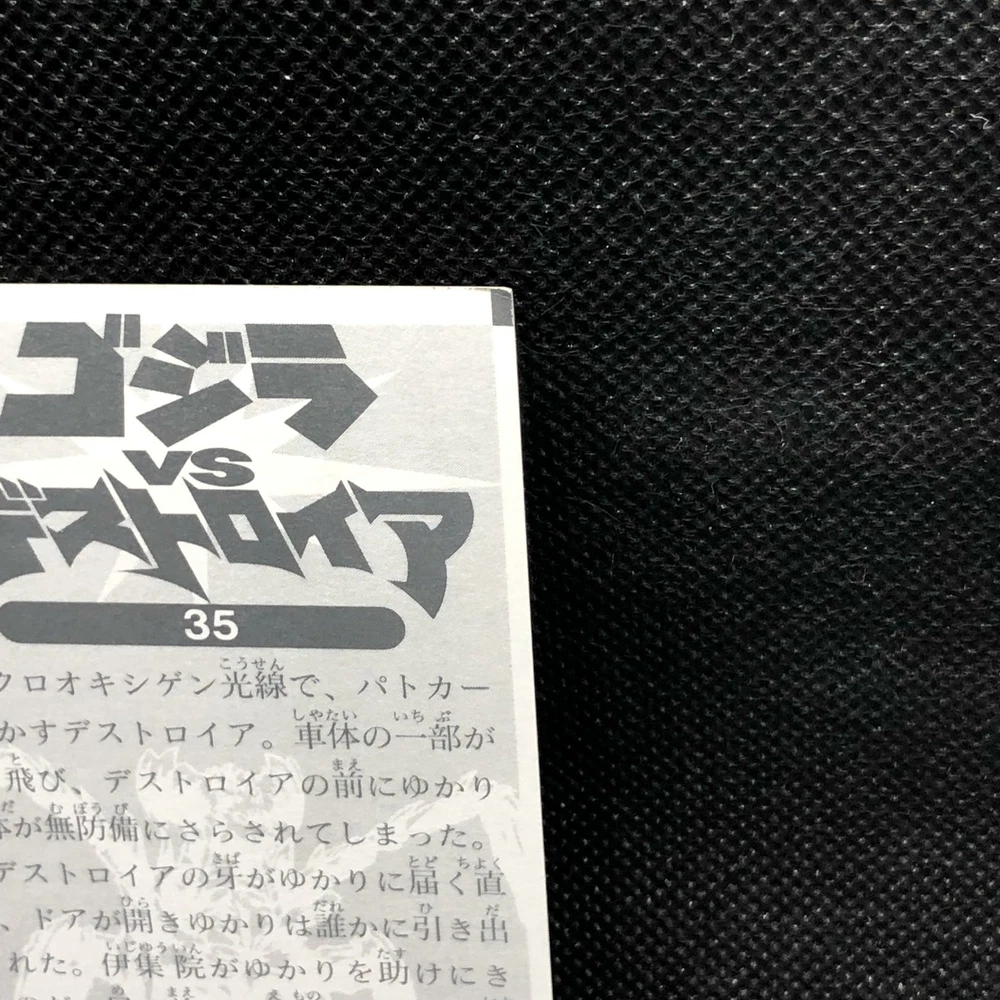 ゴジラ
VS
デストロイア
35
クロオキシゲン光線で、パトカー
かすデストロイア。車体の一部が
飛び、デストロイアの前にゆかり
体が無防備にさらされてしまった。
デストロイアの牙がゆかりに届く直
、ドアが開きゆかりは誰かに引き出
れた。伊集院がゆかりを助けにき